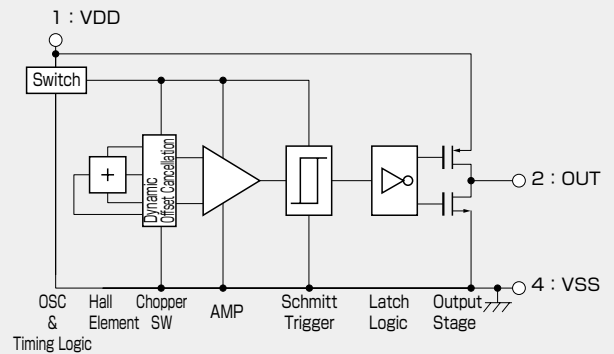 1 : VDD
Switch
Dynamic
Offset Cancellation
+
2 : OUT
4 : VSS
OSC
&
Timing Logic
Hall
Element
Chopper
SW
AMP
Schmitt
Trigger
Latch
Logic
Output
Stage